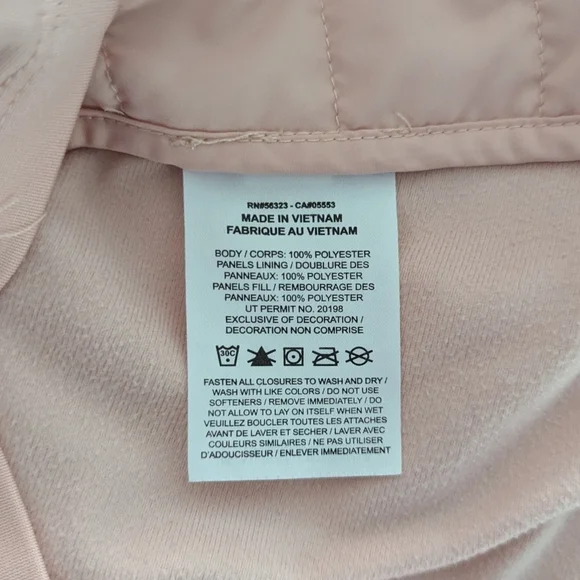 RN#56323 - CA#05553
MADE IN VIETNAM
FABRIQUE AU VIETNAM
BODY / CORPS: 100% POLYESTER
PANELS LINING / DOUBLURE DES
PANNEAUX: 100% POLYESTER
PANELS FILL / REMBOURRAGE DES
PANNEAUX: 100% POLYESTER
UT PERMIT NO. 20198
EXCLUSIVE OF DECORATION /
DECORATION NON COMPRISE
30C
FASTEN ALL CLOSURES TO WASH AND DRY /
WASH WITH LIKE COLORS / DO NOT USE
SOFTENERS / REMOVE IMMEDIATELY / DO
NOT ALLOW TO LAY ON ITSELF WHEN WET
VEUILLEZ BOUCLER TOUTES LES ATTACHES
AVANT DE LAVER ET SECHER / LAVER AVEC
COULEURS SIMILAIRES / NE PAS UTILISER
D'ADOUCISSEUR / ENLEVER IMMEDIATEMENT